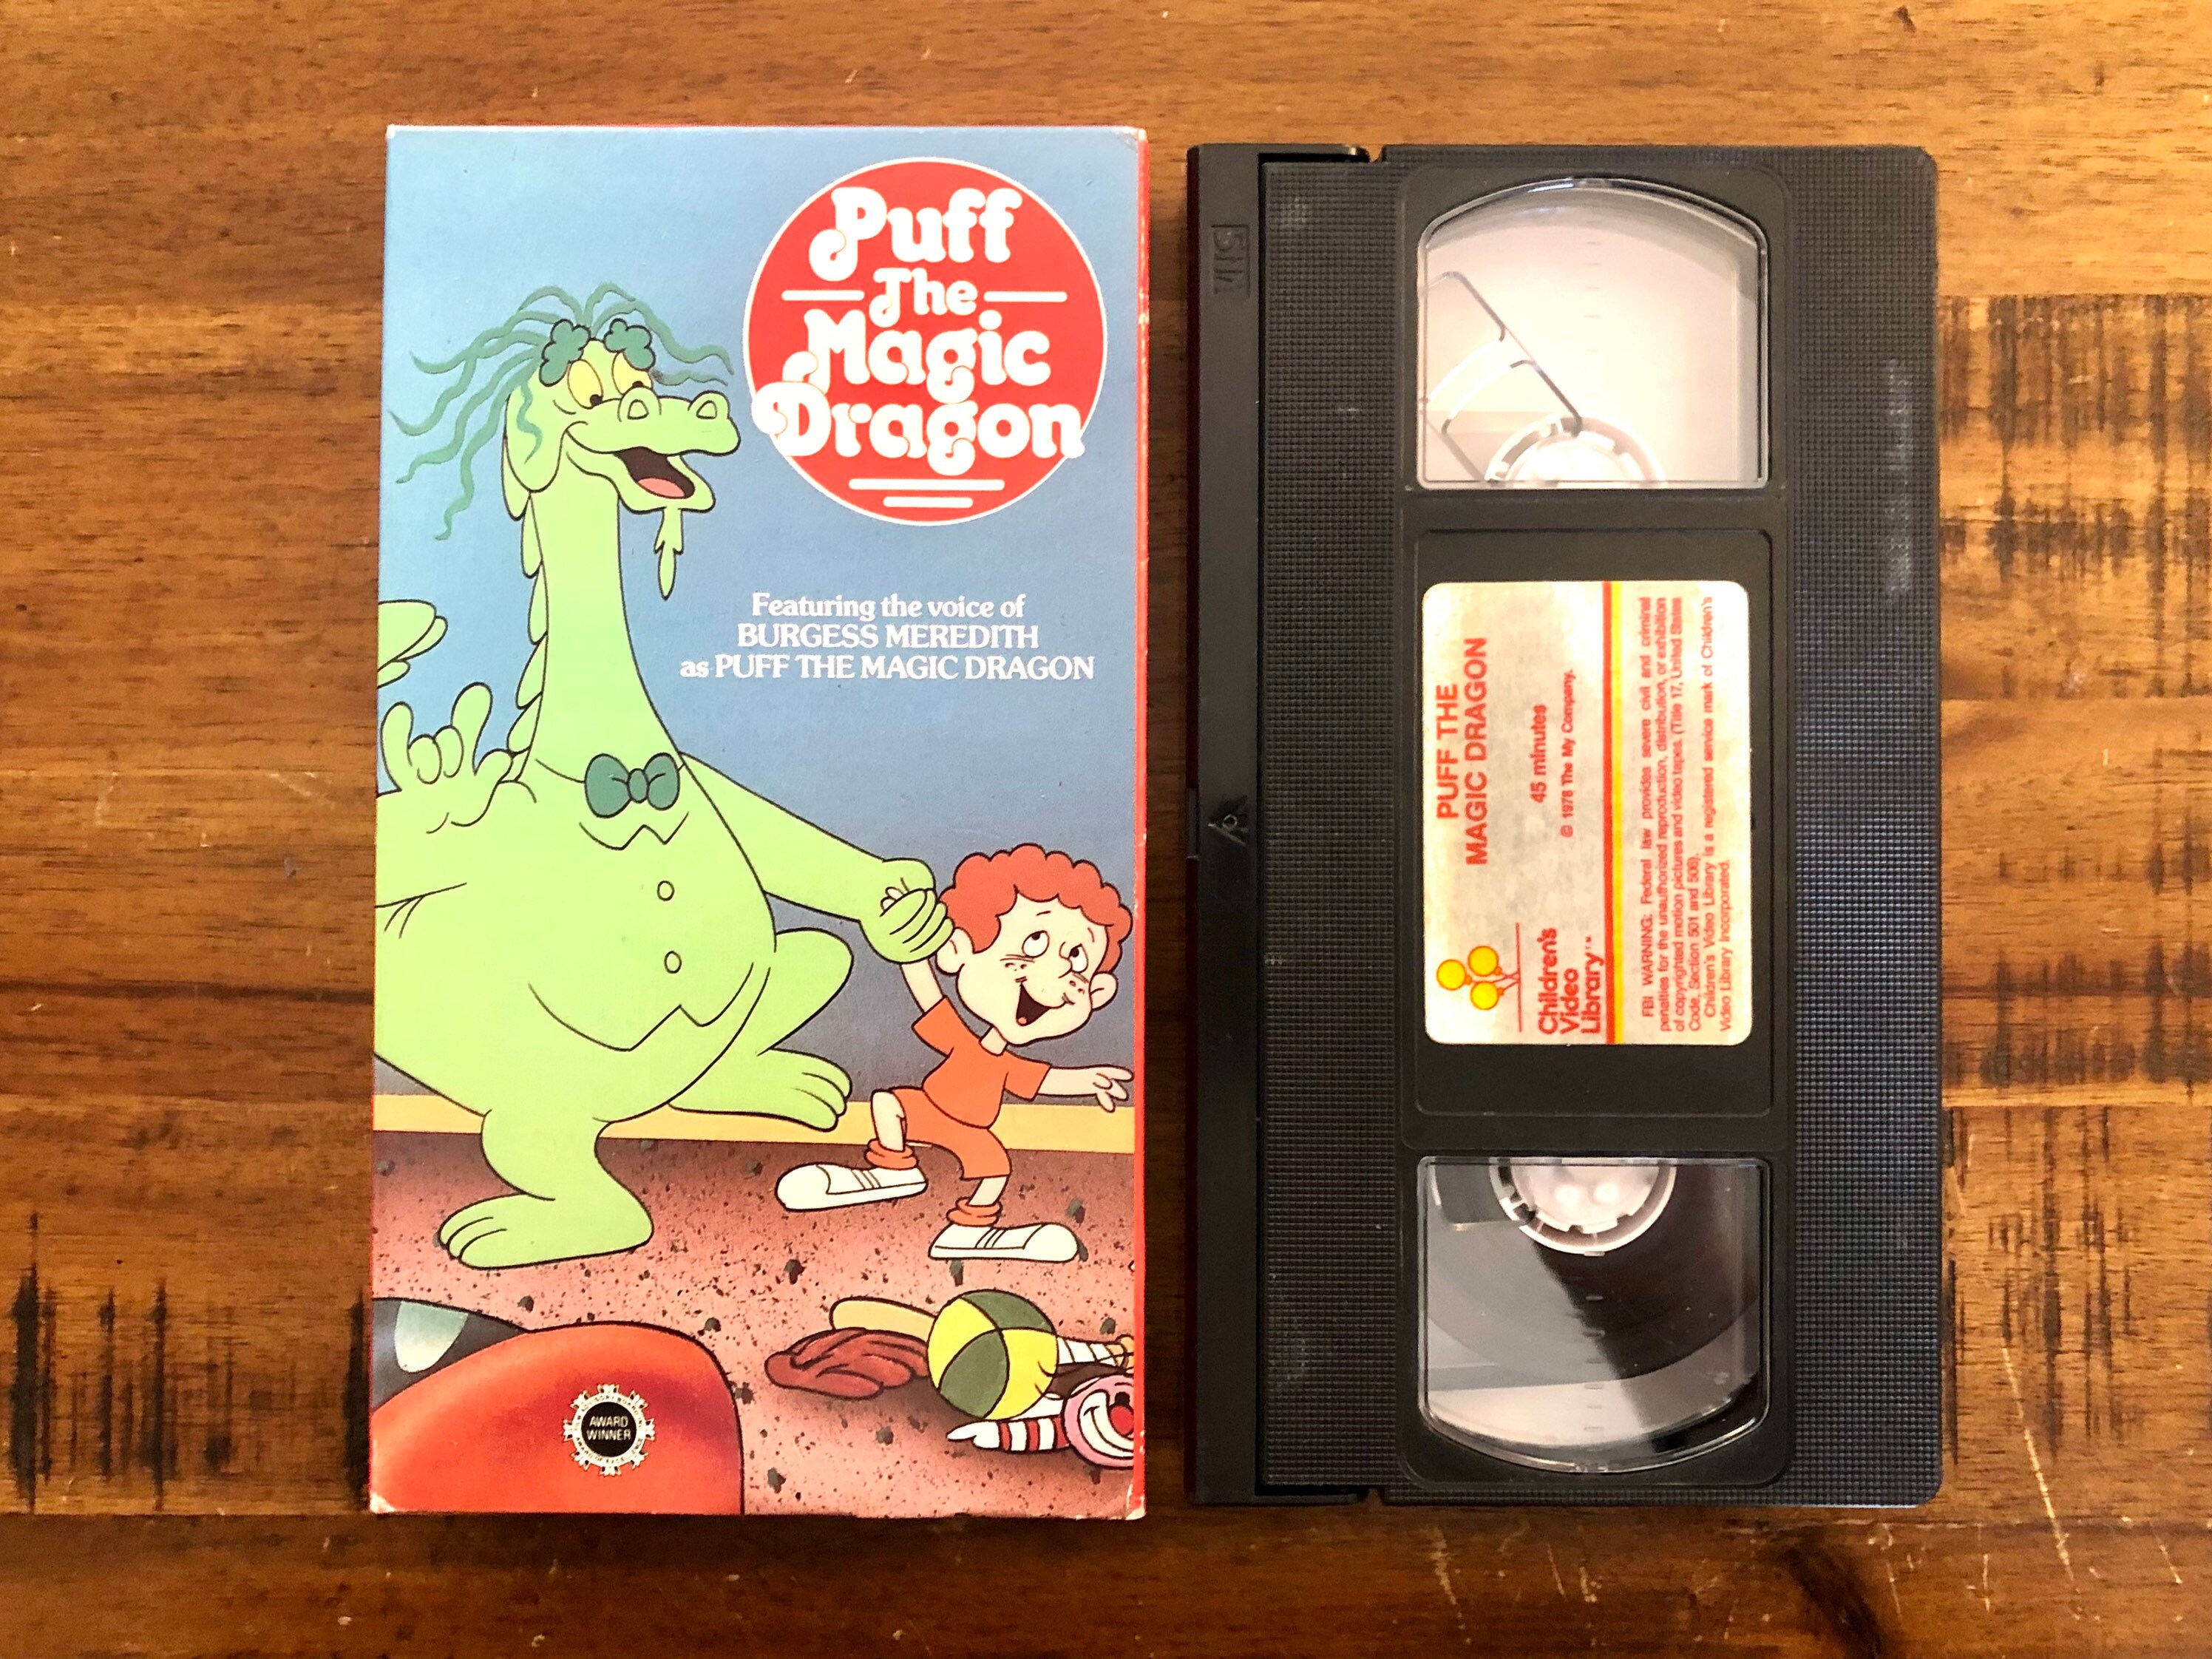 Puff
The
Magic
Dragon
Featuring the voice of
BURGESS MEREDITH
as PUFF THE MAGIC DRAGON
AWARD
WINNER
VHS
PUFF THE
MAGIC DRAGON
45 minutes
© 1978 The My Company.
Children's
Video
Library™
FBI WARNING: Federal law provides severe civil and criminal
penalties for the unauthorized reproduction, distribution, or exhibition
of copyrighted motion pictures and video tapes. (Title 17, United States
Code, Section 501 and 506).
Children's Video Library is a registered service mark of Children's
Video Library Incorporated.